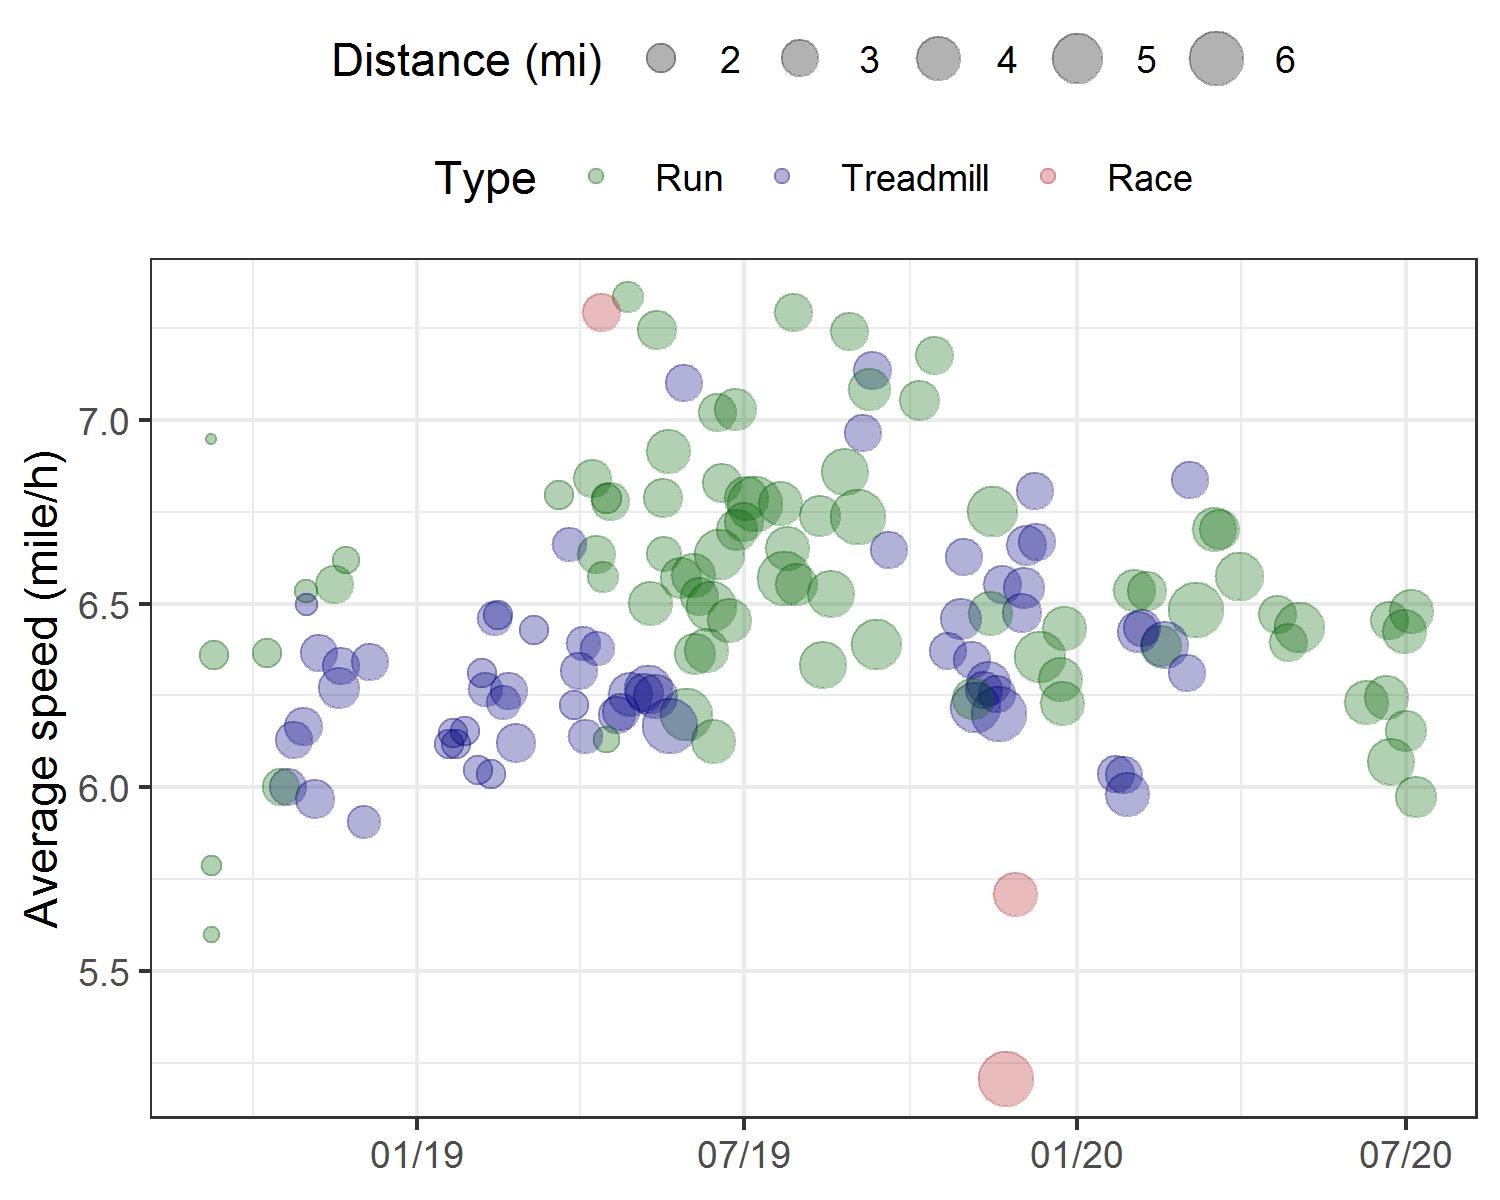 Distance (mi) 2 3 4 5 6
Type Run Treadmill Race
Average speed (mile/h)
7.0
6.5
6.0
5.5
01/19 07/19 01/20 07/20